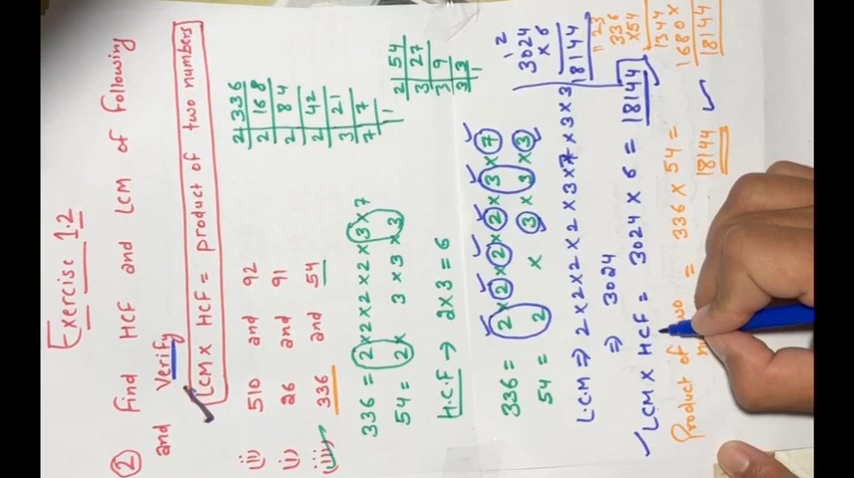 Exercise 1.2
② Find HCF and LCM of Following
and Verify
LCM x HCF = product of two numbers
(ii) 510 and 92
(i) 26 and 91
(iii) 336 and 54
2 336
2 168
2 84
2 42
3 21
7 7
1
336 = 2 x 2 x 2 x 2 x 3 x 7
54 = 2 x 3 x 3 x 3
2 54
3 27
3 9
3 3
1
H.C.F → 2 x 3 = 6
336 = 2 x 2 x 2 x 2 x 3 x 7
54 = 2 x 3 x 3 x 3
1 2
3024
x 6
18144
L.C.M ⇒ 2 x 2 x 2 x 2 x 3 x 7 x 3 x 3
⇒ 3024
LCM x HCF = 3024 x 6 = 18144
336
x 54
1344
1680 x
18144
Product of two = 336 x 54 =
18144